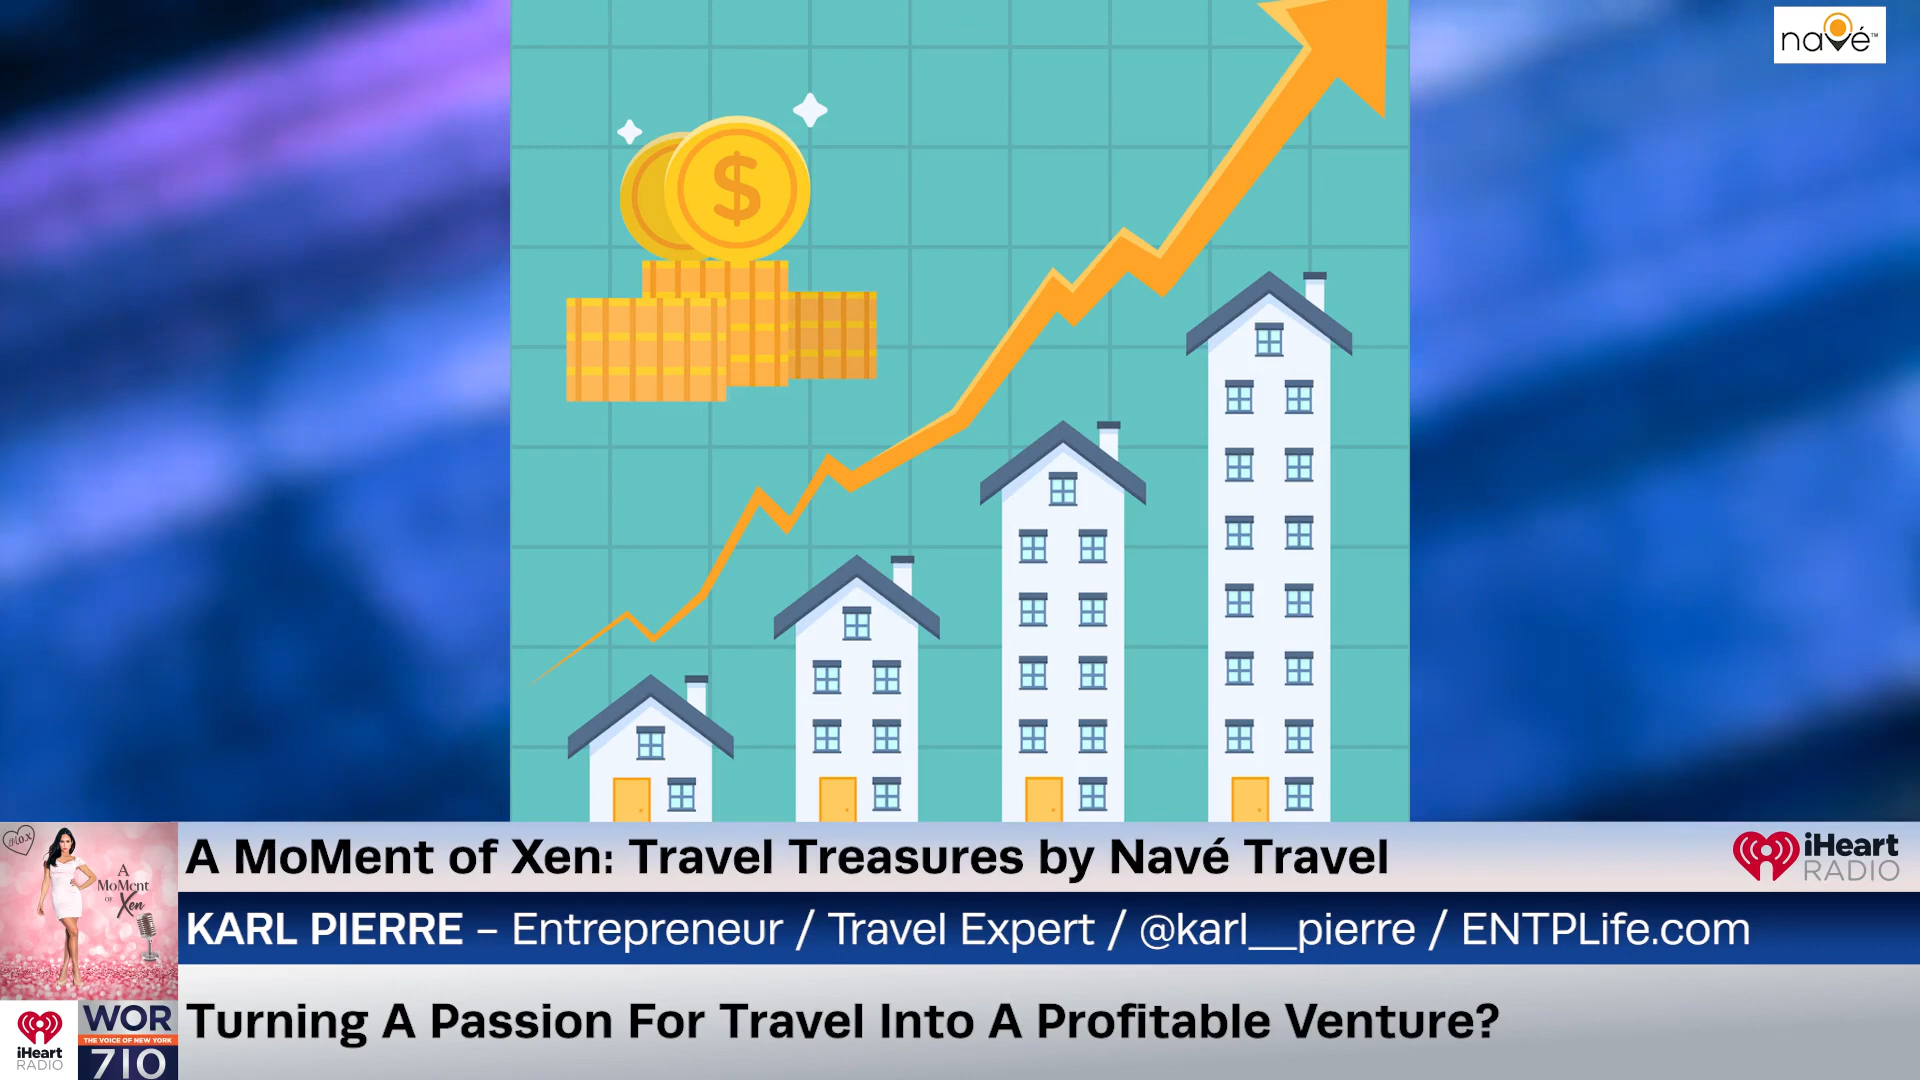 navé™
$
A MoMent of Xen: Travel Treasures by Navé Travel
iHeart
RADIO
KARL PIERRE – Entrepreneur / Travel Expert / @karl__pierre / ENTPLife.com
Turning A Passion For Travel Into A Profitable Venture?
A
MoMent
OF Xen
iHeart
RADIO
WOR
THE VOICE OF NEW YORK
710